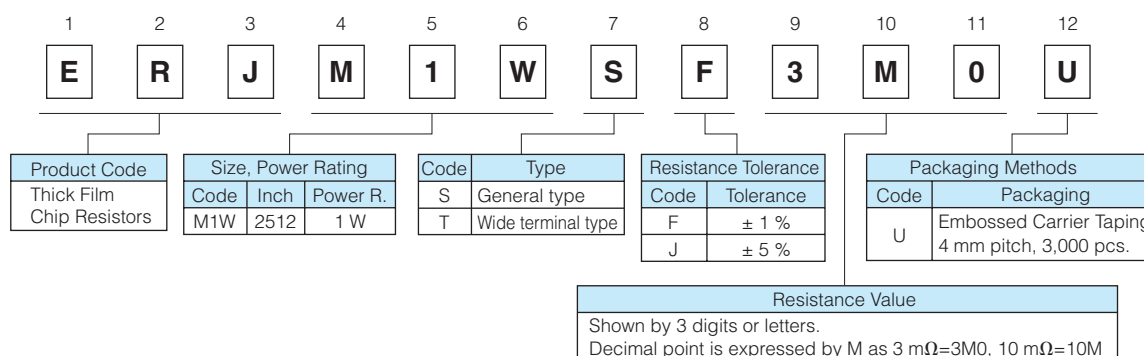 1 2 3 4 5 6 7 8 9 10 11 12
E R J M 1 W S F 3 M 0 U
Product Code
Thick Film
Chip Resistors
Size, Power Rating
Code Inch Power R.
M1W 2512 1 W
Code Type
S General type
T Wide terminal type
Resistance Tolerance
Code Tolerance
F ± 1 %
J ± 5 %
Packaging Methods
Code Packaging
U Embossed Carrier Taping
4 mm pitch, 3,000 pcs.
Resistance Value
Shown by 3 digits or letters.
Decimal point is expressed by M as 3 mΩ=3M0, 10 mΩ=10M